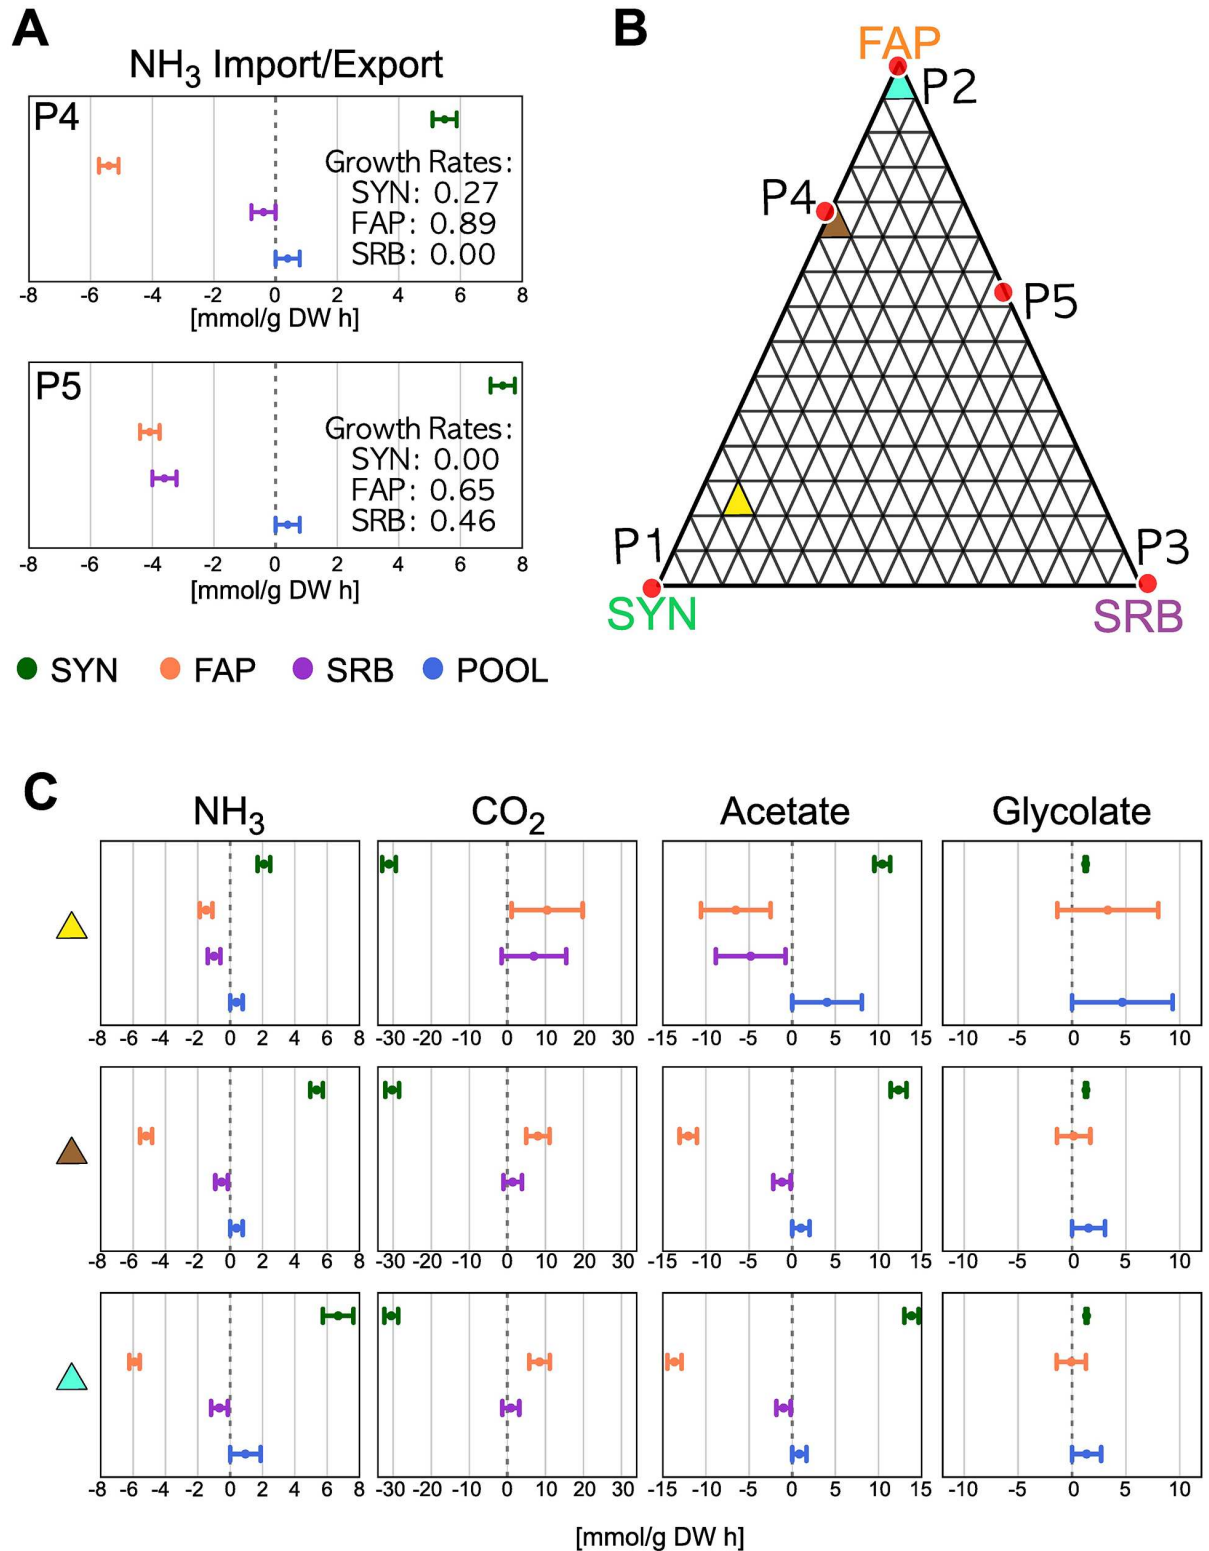 A
NH3 Import/Export
P4
Growth Rates:
SYN: 0.27
FAP: 0.89
SRB: 0.00
-8 -6 -4 -2 0 2 4 6 8
[mmol/g DW h]
P5
Growth Rates:
SYN: 0.00
FAP: 0.65
SRB: 0.46
-8 -6 -4 -2 0 2 4 6 8
[mmol/g DW h]
SYN FAP SRB POOL
B
FAP
P2
P4
P5
P1
P3
SYN
SRB
C
NH3 CO2 Acetate Glycolate
-8 -6 -4 -2 0 2 4 6 8 -30 -20 -10 0 10 20 30 -15 -10 -5 0 5 10 15 -10 -5 0 5 10
-8 -6 -4 -2 0 2 4 6 8 -30 -20 -10 0 10 20 30 -15 -10 -5 0 5 10 15 -10 -5 0 5 10
-8 -6 -4 -2 0 2 4 6 8 -30 -20 -10 0 10 20 30 -15 -10 -5 0 5 10 15 -10 -5 0 5 10
[mmol/g DW h]